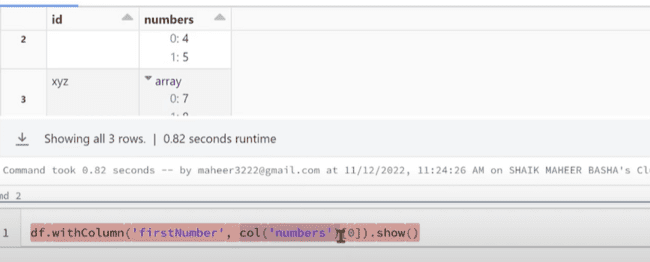 id numbers
2
0: 4
1: 5
3 xyz array
0: 7
Showing all 3 rows. | 0.82 seconds runtime
Command took 0.82 seconds -- by maheer3222@gmail.com at 11/12/2022, 11:24:26 AM on SHAIK MAHEER BASHA's Cl
md 2
1 df.withColumn('firstNumber', col('numbers')[0]).show()